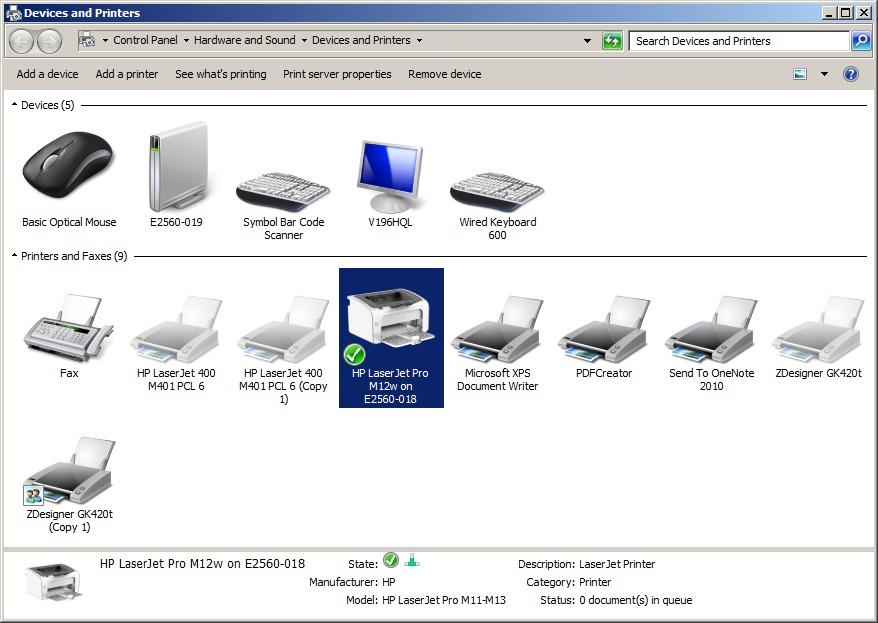 Devices and Printers
Control Panel Hardware and Sound Devices and Printers
Search Devices and Printers
Add a device Add a printer See what's printing Print server properties Remove device
Devices (5)
Basic Optical Mouse
E2560-019
Symbol Bar Code
Scanner
V196HQL
Wired Keyboard
600
Printers and Faxes (9)
Fax
HP LaserJet 400
M401 PCL 6
HP LaserJet 400
M401 PCL 6 (Copy
1)
HP LaserJet Pro
M12w on
E2560-018
Microsoft XPS
Document Writer
PDFCreator
Send To OneNote
2010
ZDesigner GK420t
ZDesigner GK420t
(Copy 1)
HP LaserJet Pro M12w on E2560-018
State:
Manufacturer: HP
Model: HP LaserJet Pro M11-M13
Description: LaserJet Printer
Category: Printer
Status: 0 document(s) in queue